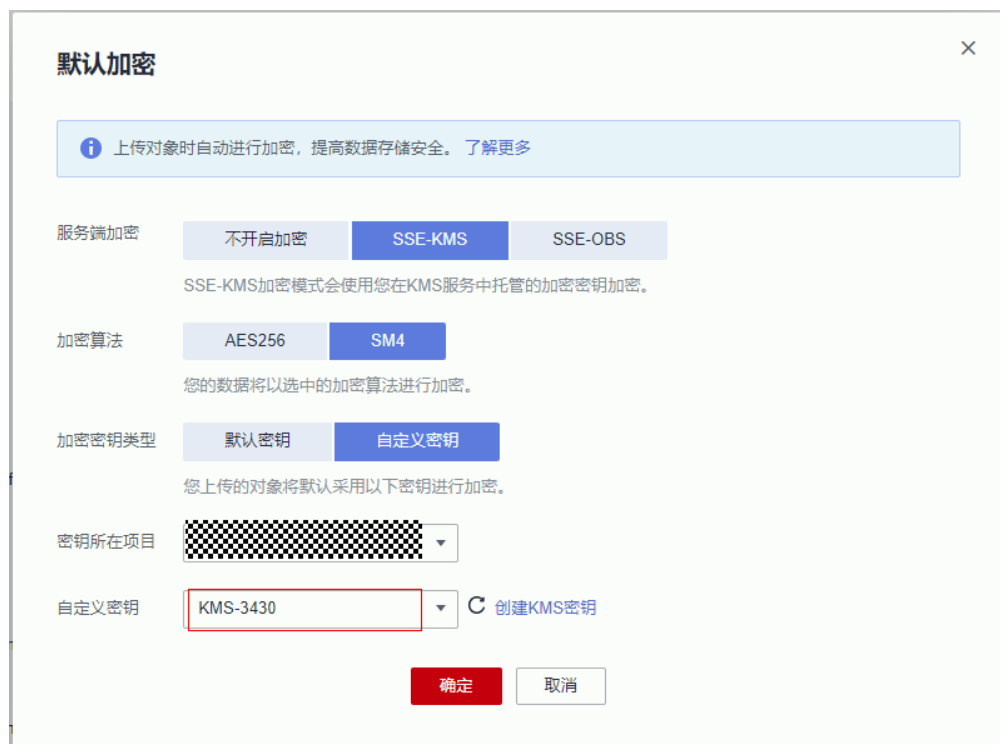 默认加密
上传对象时自动进行加密，提高数据存储安全。 了解更多
服务端加密 不开启加密 SSE-KMS SSE-OBS
SSE-KMS加密模式会使用您在KMS服务中托管的加密密钥加密。
加密算法 AES256 SM4
您的数据将以选中的加密算法进行加密。
加密密钥类型 默认密钥 自定义密钥
您上传的对象将默认采用以下密钥进行加密。
密钥所在项目
自定义密钥 KMS-3430 创建KMS密钥
确定 取消